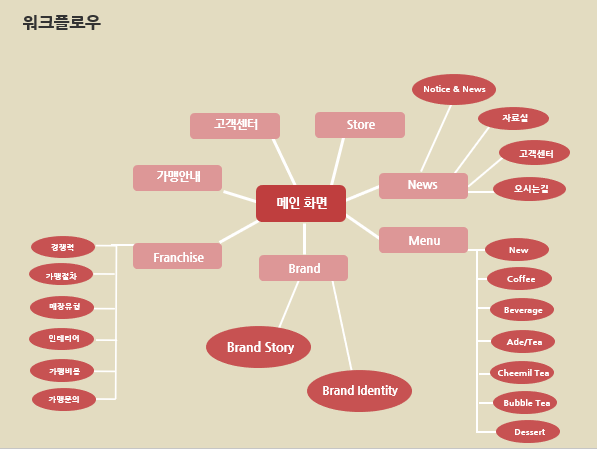 워크플로우
Notice & News
자료실
고객센터
Store
고객센터
가맹안내
News
오시는길
메인 화면
Menu
Franchise
Brand
경쟁력
가맹절차
매장유형
인테리어
가맹비용
가맹문의
New
Coffee
Beverage
Ade/Tea
Cheemil Tea
Bubble Tea
Dessert
Brand Story
Brand Identity